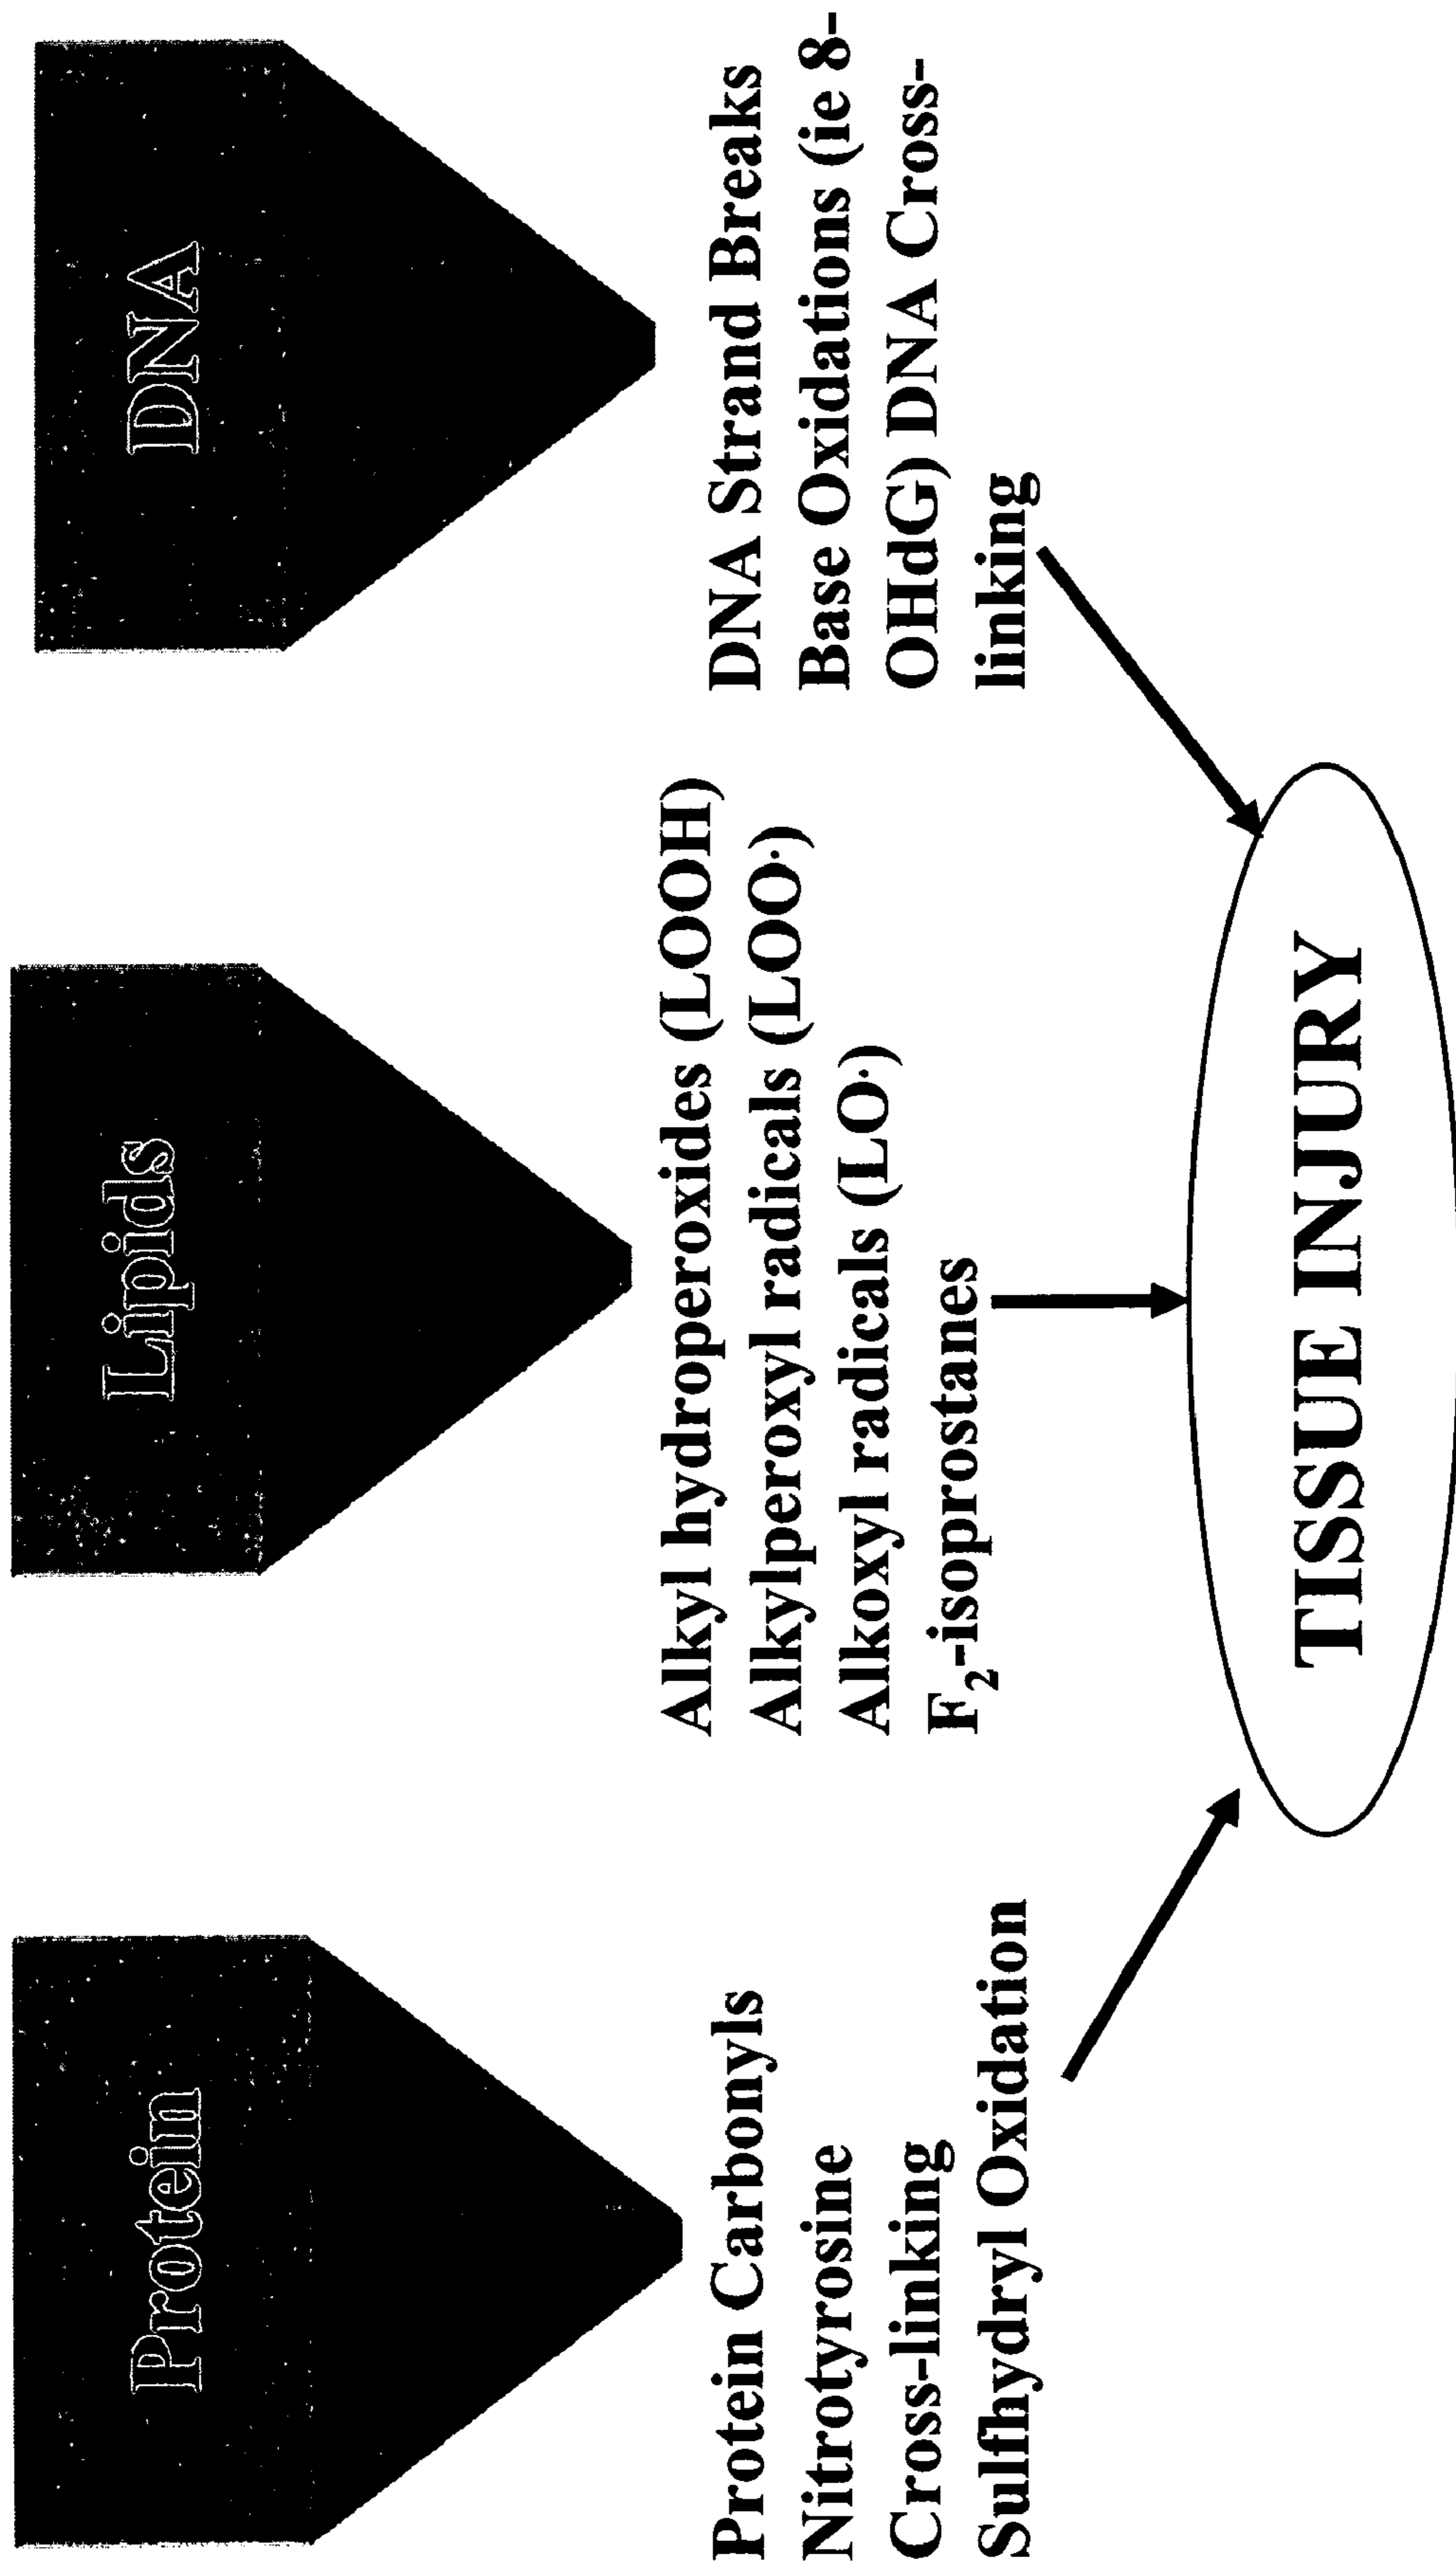 Protein
Protein Carbonyls
Nitrotyrosine
Cross-linking
Sulfhydryl Oxidation
Lipids
Alkyl hydroperoxides (LOOH)
Alkylperoxyl radicals (LOO·)
Alkoxyl radicals (LO·)
F₂-isoprostanes
DNA
DNA Strand Breaks
Base Oxidations (ie 8-
OHdG) DNA Cross-
linking
TISSUE INJURY